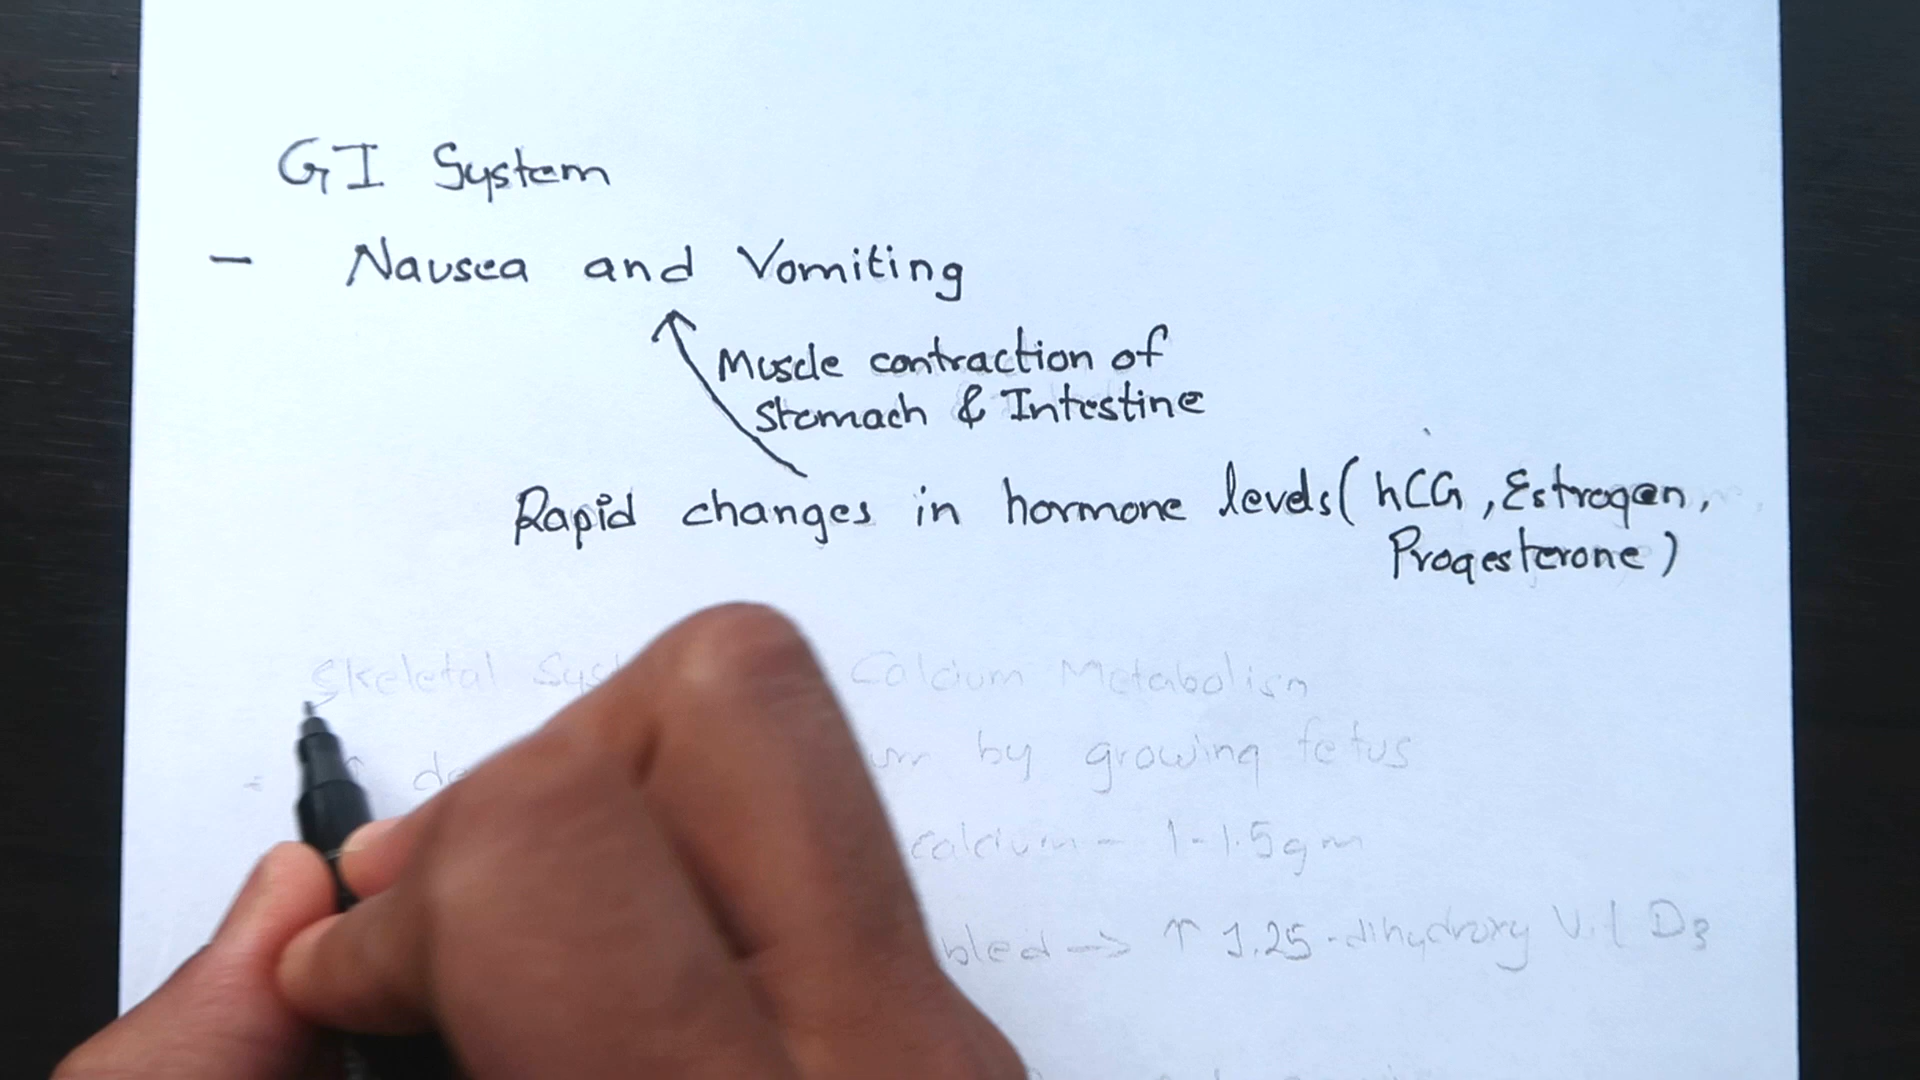 GI System
- Nausea and Vomiting
Muscle contraction of
Stomach & Intestine
Rapid changes in hormone levels (hCG, Estrogen,
Progesterone)
Skeletal Calcium Metabolism
by growing fetus
calcium - 1-1.5gm
→ ↑ 1.25-dihydroxy Vit D3